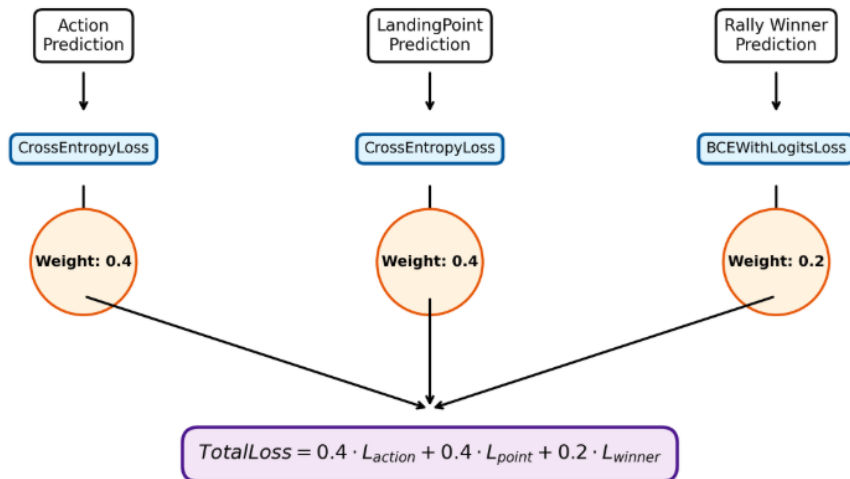 Action
Prediction
LandingPoint
Prediction
Rally Winner
Prediction
CrossEntropyLoss
CrossEntropyLoss
BCEWithLogitsLoss
Weight: 0.4
Weight: 0.4
Weight: 0.2
TotalLoss = 0.4 · L_action + 0.4 · L_point + 0.2 · L_winner